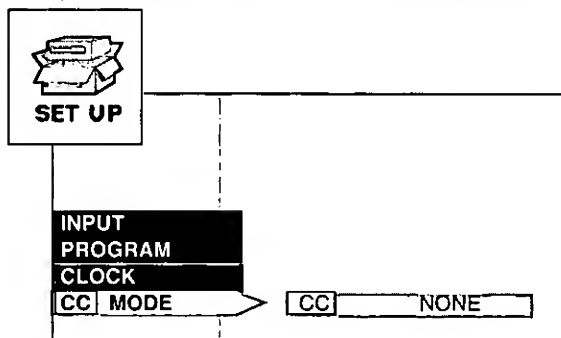 SET UP
INPUT
PROGRAM
CLOCK
CC MODE
CC NONE